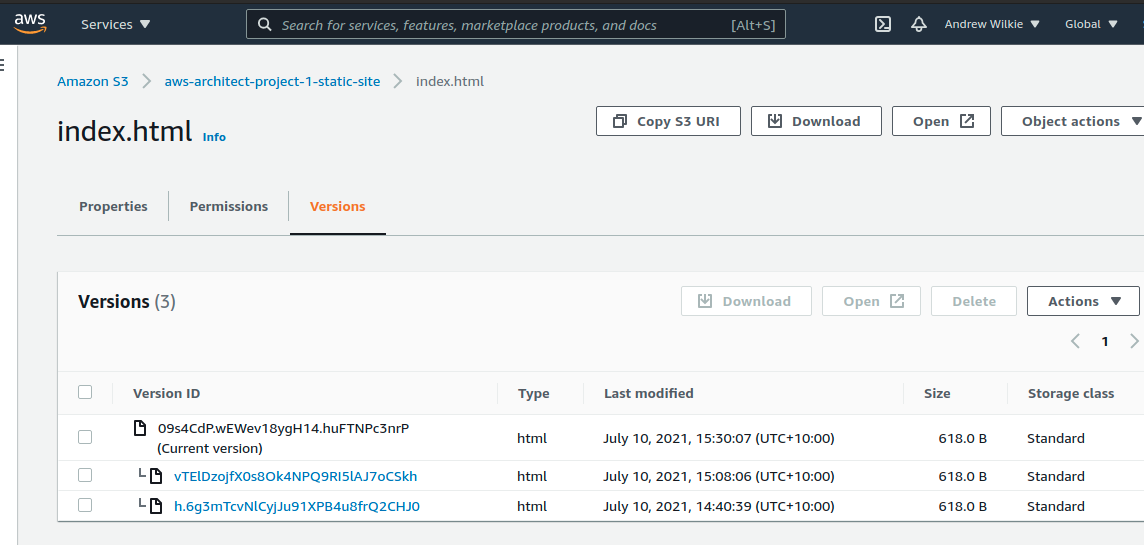 aws Services Search for services, features, marketplace products, and docs [Alt+S] Andrew Wilkie Global
Amazon S3 aws-architect-project-1-static-site index.html
index.html Info Copy S3 URI Download Open Object actions
Properties Permissions Versions
Versions (3) Download Open Delete Actions
1
Version ID Type Last modified Size Storage class
09s4CdP.wEWev18ygH14.huFTNPc3nrP
(Current version) html July 10, 2021, 15:30:07 (UTC+10:00) 618.0 B Standard
vTElDzojfX0s8Ok4NPQ9RI5lAJ7oCSkh html July 10, 2021, 15:08:06 (UTC+10:00) 618.0 B Standard
h.6g3mTcvNlCyjJu91XPB4u8frQ2CHJ0 html July 10, 2021, 14:40:39 (UTC+10:00) 618.0 B Standard